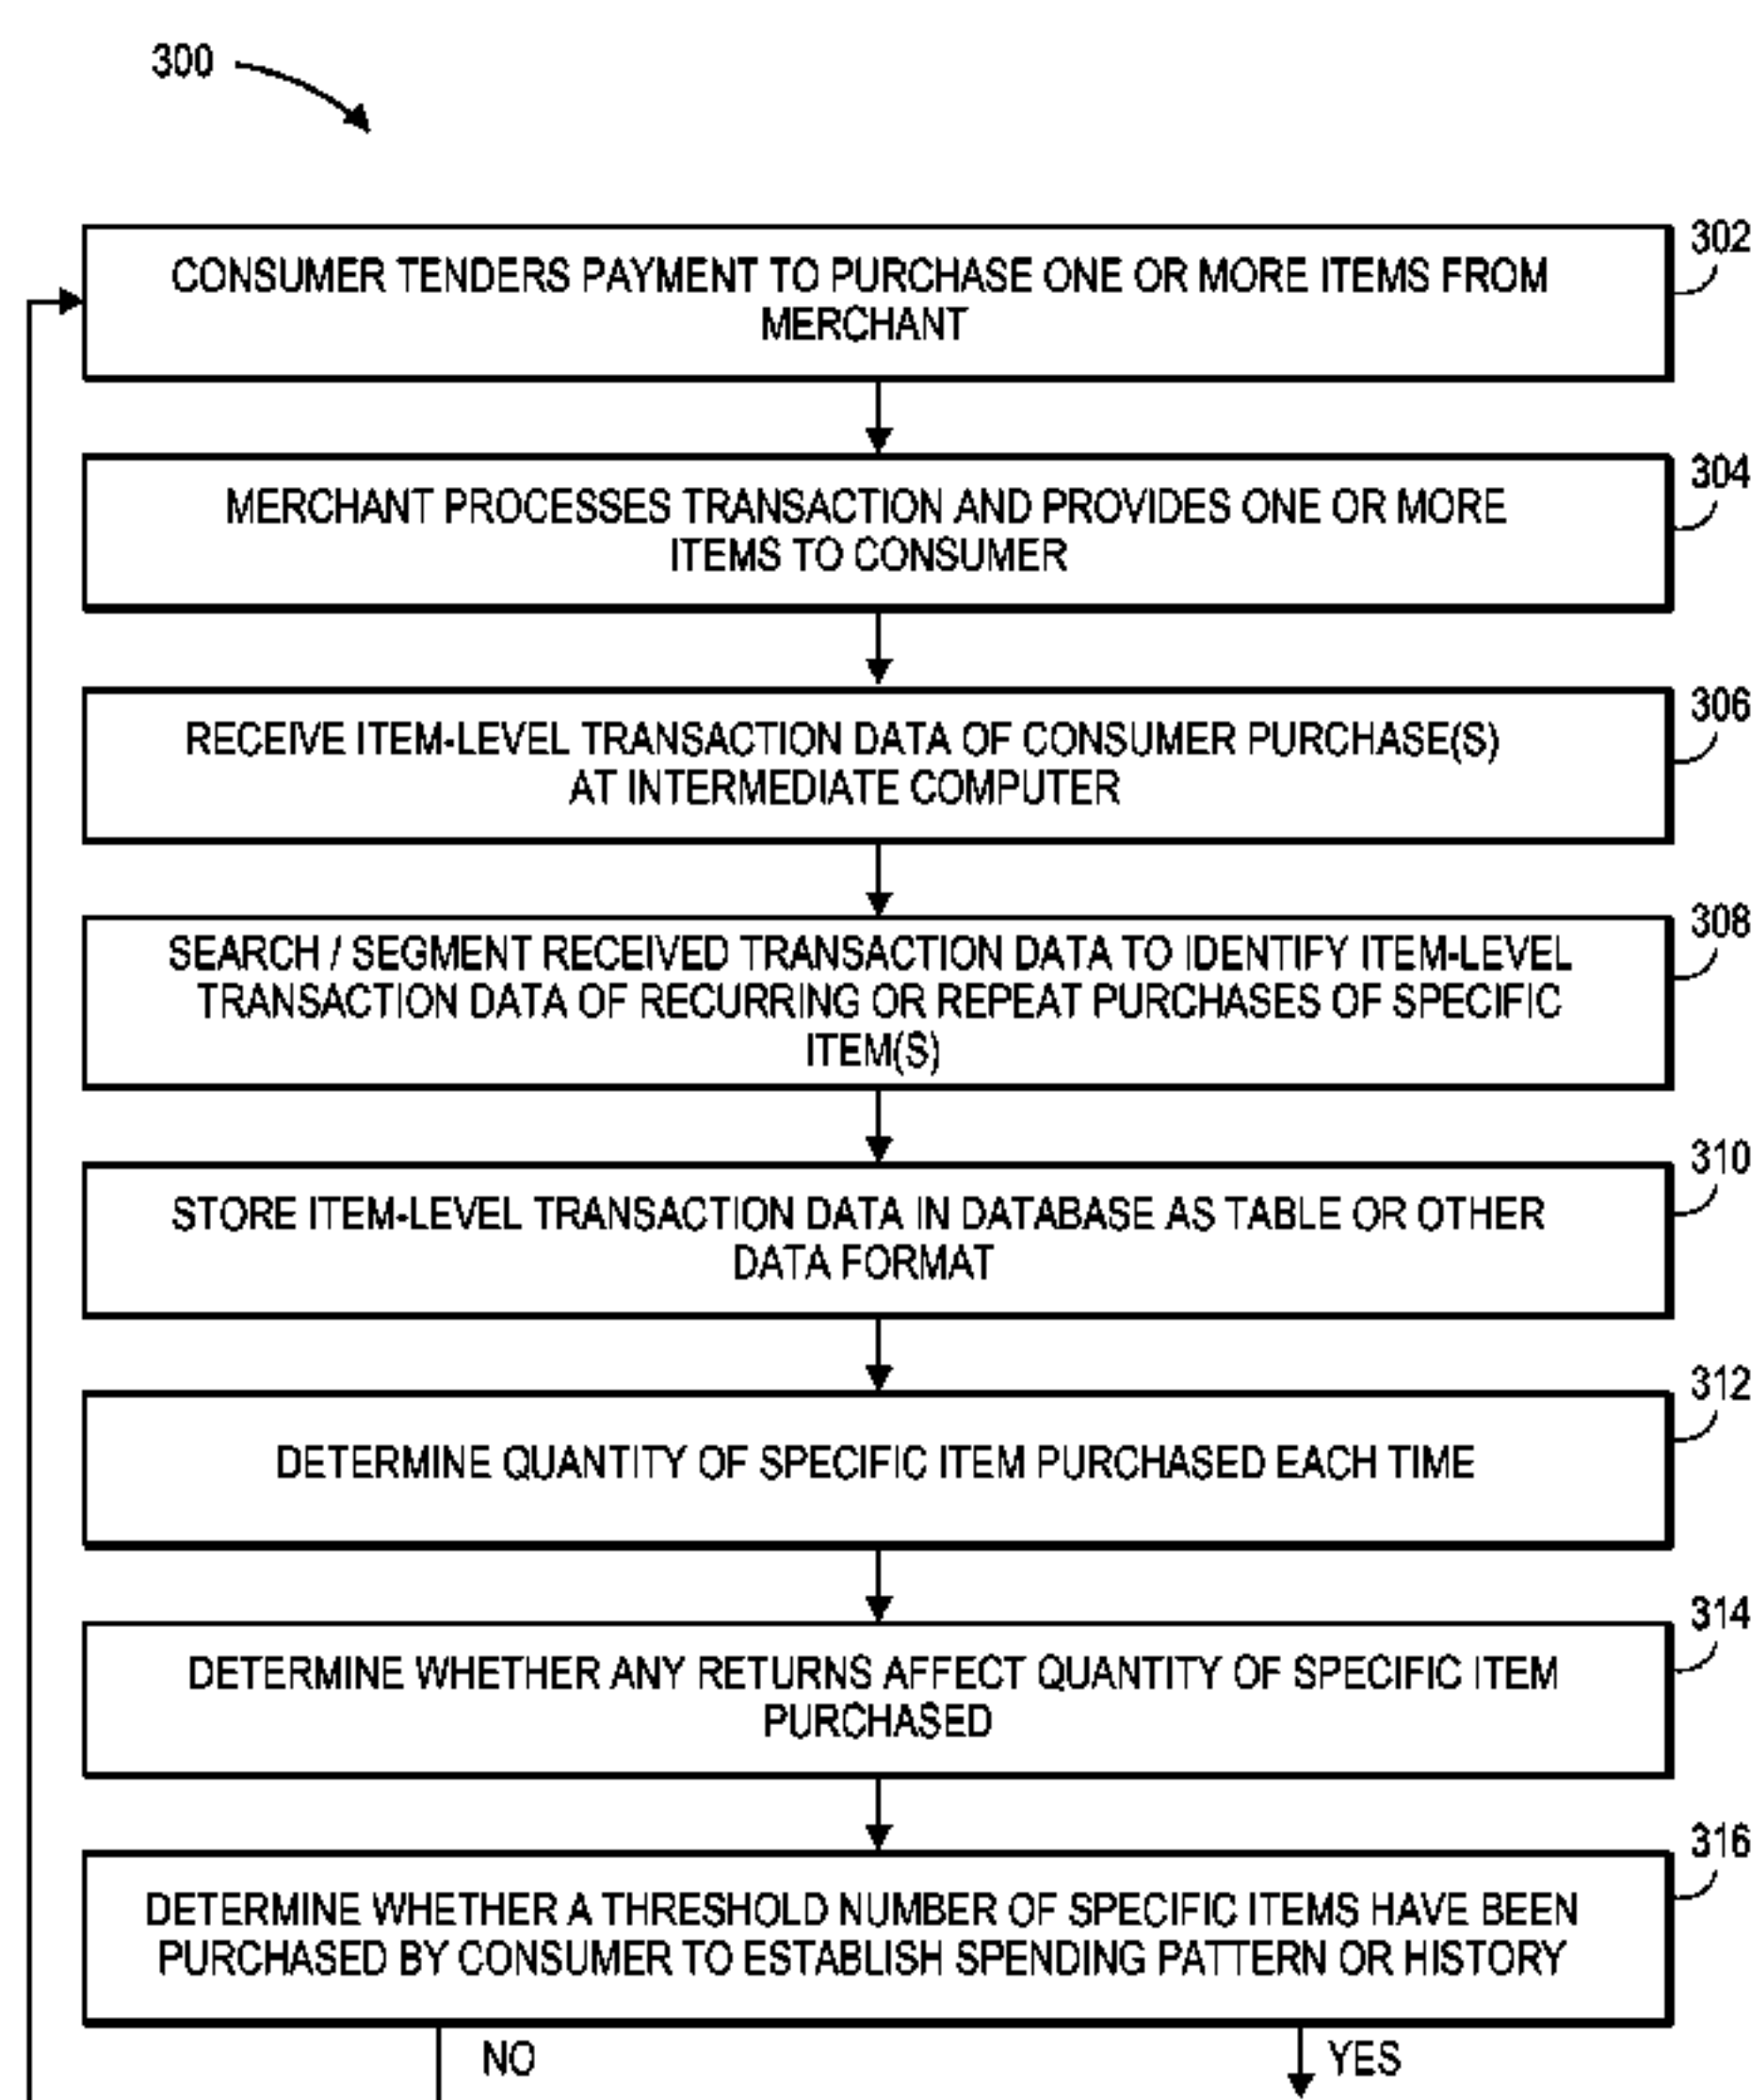 300
302
CONSUMER TENDERS PAYMENT TO PURCHASE ONE OR MORE ITEMS FROM
MERCHANT
304
MERCHANT PROCESSES TRANSACTION AND PROVIDES ONE OR MORE
ITEMS TO CONSUMER
306
RECEIVE ITEM-LEVEL TRANSACTION DATA OF CONSUMER PURCHASE(S)
AT INTERMEDIATE COMPUTER
308
SEARCH / SEGMENT RECEIVED TRANSACTION DATA TO IDENTIFY ITEM-LEVEL
TRANSACTION DATA OF RECURRING OR REPEAT PURCHASES OF SPECIFIC
ITEM(S)
310
STORE ITEM-LEVEL TRANSACTION DATA IN DATABASE AS TABLE OR OTHER
DATA FORMAT
312
DETERMINE QUANTITY OF SPECIFIC ITEM PURCHASED EACH TIME
314
DETERMINE WHETHER ANY RETURNS AFFECT QUANTITY OF SPECIFIC ITEM
PURCHASED
316
DETERMINE WHETHER A THRESHOLD NUMBER OF SPECIFIC ITEMS HAVE BEEN
PURCHASED BY CONSUMER TO ESTABLISH SPENDING PATTERN OR HISTORY
NO
YES